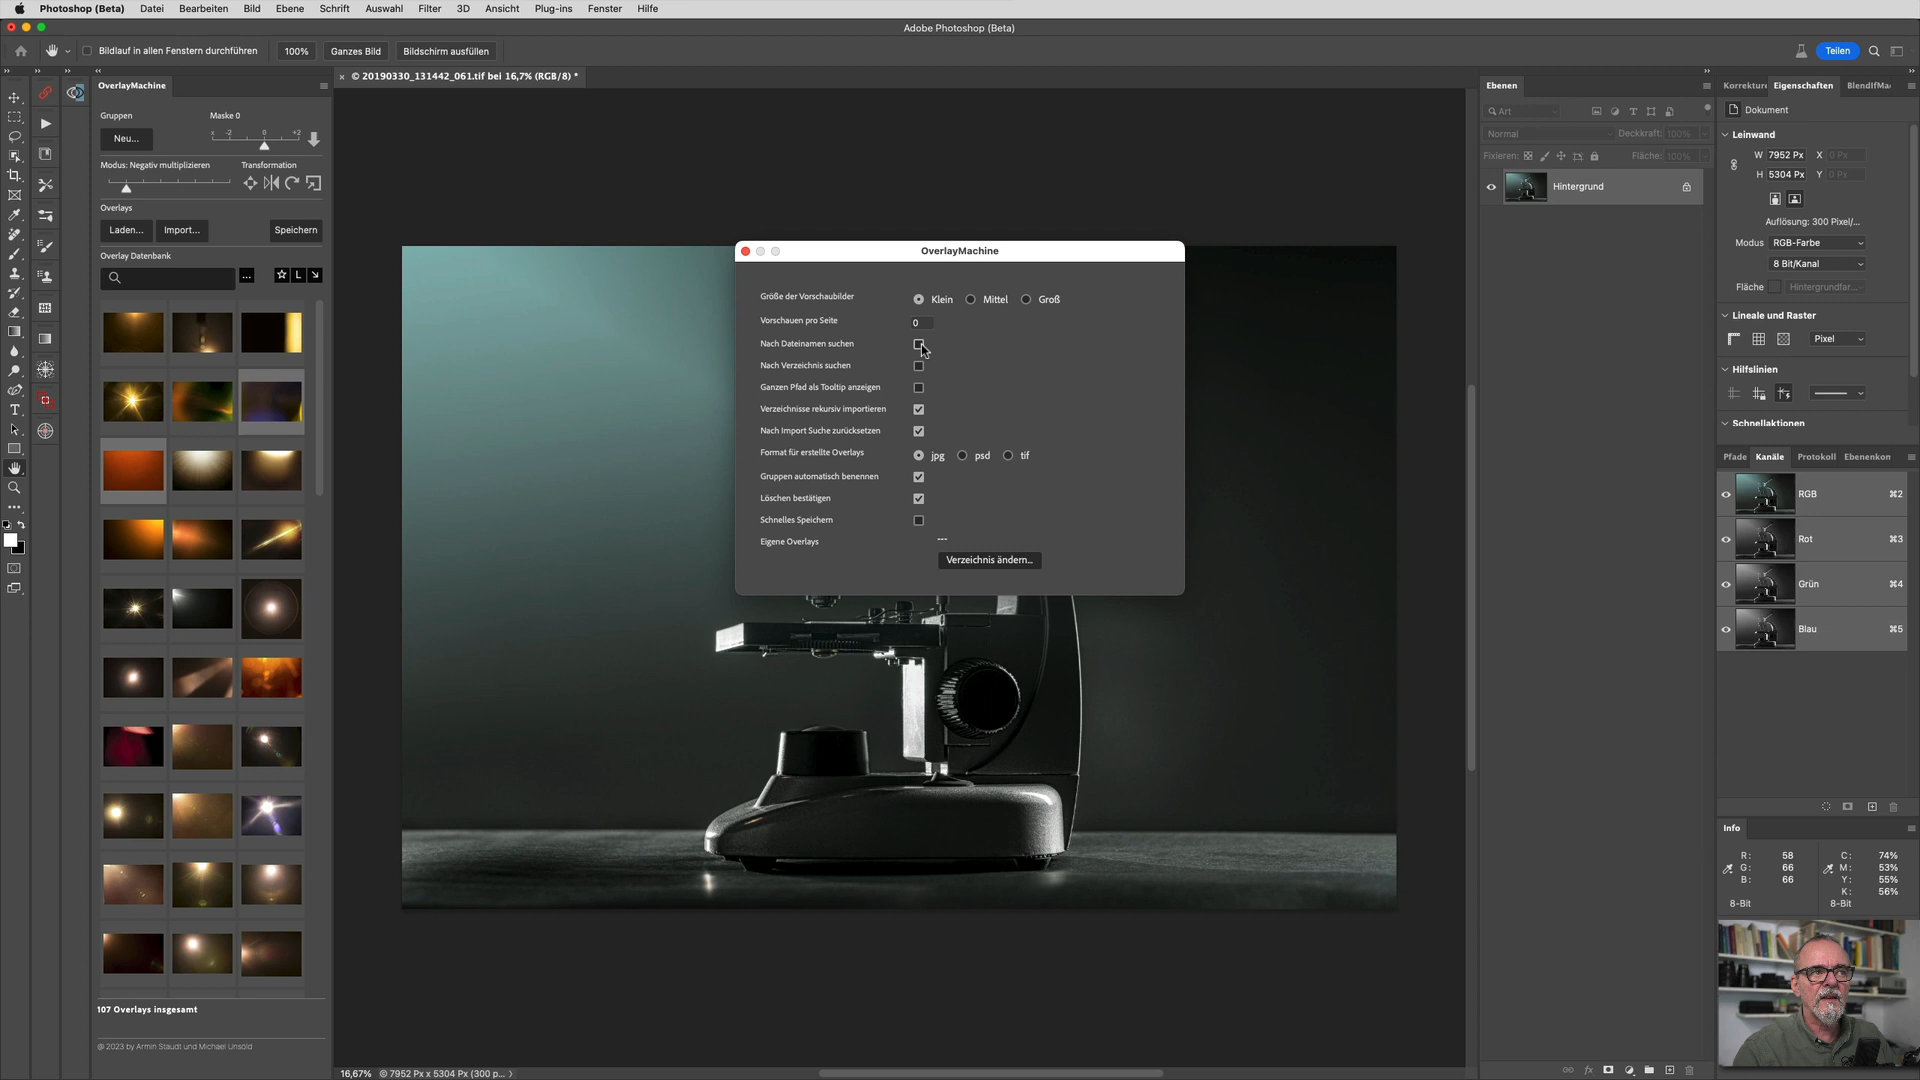 Photoshop (Beta) Datei Bearbeiten Bild Ebene Schrift Auswahl Filter 3D Ansicht Plug-ins Fenster Hilfe
Adobe Photoshop (Beta)
Bildlauf in allen Fenstern durchführen 100% Ganzes Bild Bildschirm ausfüllen Teilen
OverlayMachine
© 20190330_131442_061.tif bei 16,7% (RGB/8) *
Gruppen Maske 0
Neu... x -2 0 +2
Modus: Negativ multiplizieren Transformation
Overlays
Laden... Import... Speichern
Overlay Datenbank
... L
107 Overlays insgesamt
@ 2023 by Armin Staudt und Michael Unsöld
OverlayMachine
Größe der Vorschaubilder Klein Mittel Groß
Vorschauen pro Seite 0
Nach Dateinamen suchen
Nach Verzeichnis suchen
Ganzen Pfad als Tooltip anzeigen
Verzeichnisse rekursiv importieren
Nach Import Suche zurücksetzen
Format für erstellte Overlays jpg psd tif
Gruppen automatisch benennen
Löschen bestätigen
Schnelles Speichern
Eigene Overlays ---
Verzeichnis ändern...
16,67% © 7952 Px x 5304 Px (300 p...
Ebenen
Art
Normal Deckkraft: 100%
Fixieren: Fläche: 100%
Hintergrund
fx
Korrekture Eigenschaften BlendIfMa
Dokument
Leinwand
W 7952 Px X 0 Px
H 5304 Px Y 0 Px
Auflösung: 300 Pixel/...
Modus RGB-Farbe
8 Bit/Kanal
Fläche Hintergrundfar...
Lineale und Raster
Pixel
Hilfslinien
Schnellaktionen
Pfade Kanäle Protokoll Ebenenkon
RGB ⌘2
Rot ⌘3
Grün ⌘4
Blau ⌘5
Info
R: 58 C: 74%
G: 66 M: 53%
B: 66 Y: 55%
K: 56%
8-Bit 8-Bit